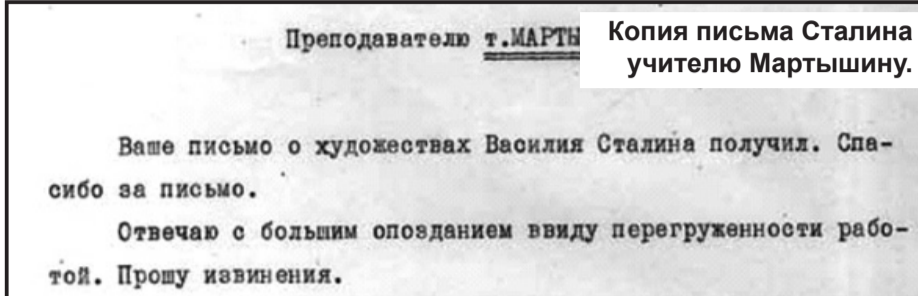 Преподавателю т.МАРТЫ
Копия письма Сталина
учителю Мартышину.
Ваше письмо о художествах Василия Сталина получил. Спа-
сибо за письмо.
Отвечаю с большим опозданием ввиду перегруженности рабо-
той. Прошу извинения.